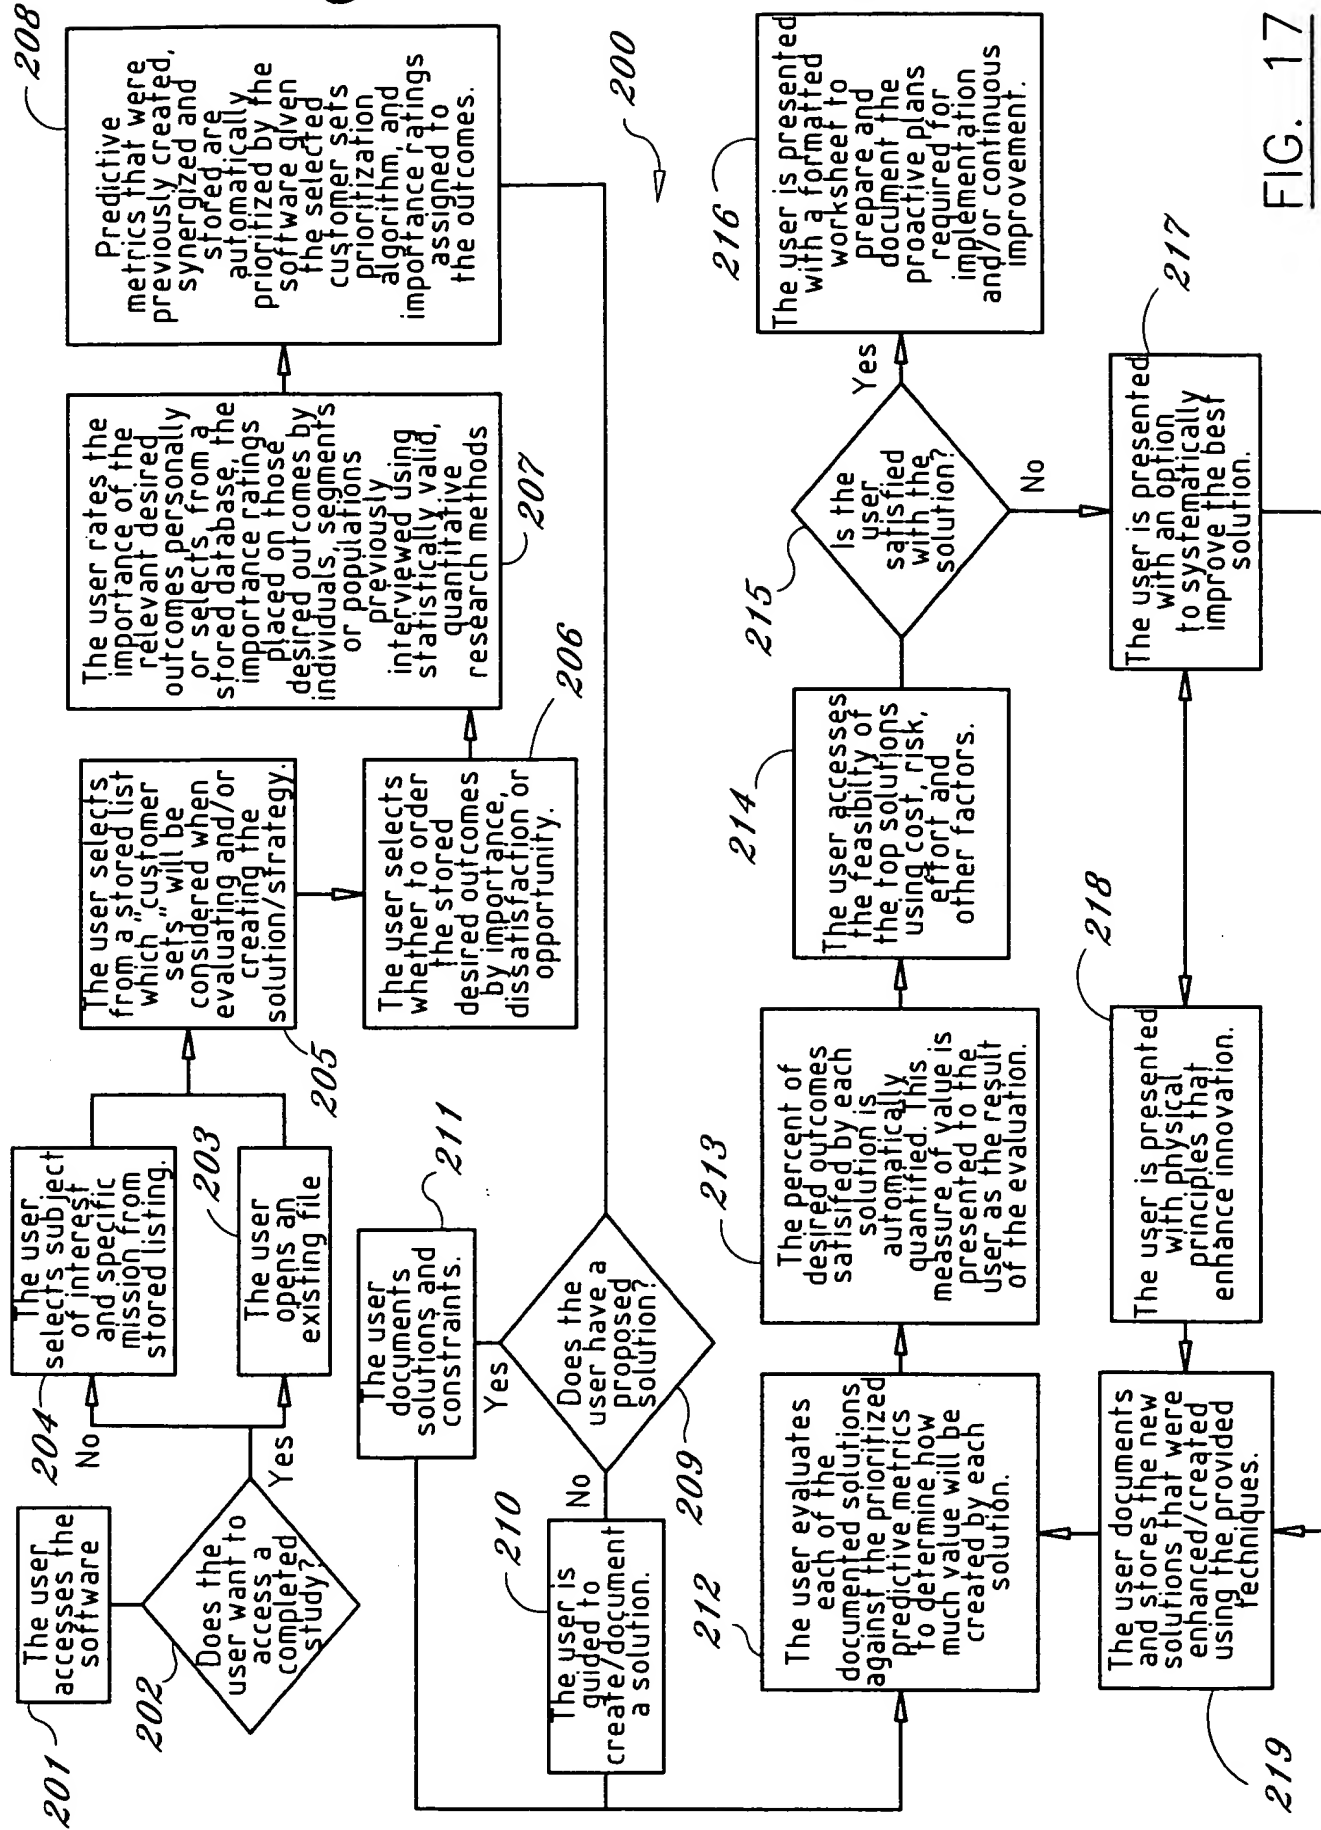 201
The user
accesses the
software
202
Does the
user want to
access a
completed
study?
No
Yes
204
The user
selects subject
of interest
and specific
mission from
stored listing.
203
The user
opens an
existing file
205
The user selects
from a stored list
which "customer
sets" will be
considered when
evaluating and/or
creating the
solution/strategy.
206
The user selects
whether to order
the stored
desired outcomes
by importance,
dissatisfaction or
opportunity.
207
The user rates the
importance of the
relevant desired
outcomes personally
or selects, from a
stored database, the
importance ratings
placed on those
desired outcomes by
individuals, segments
or populations
previously
interviewed using
statistically valid,
quantitative
research methods
208
Predictive
metrics that were
previously created,
synergized and
stored are
automatically
prioritized by the
software given
the selected
customer sets
prioritization
algorithm, and
importance ratings
assigned to
the outcomes.
209
Does the
user have a
proposed
solution?
No
Yes
210
The user is
guided to
create/document
a solution.
211
The user
documents
solutions and
constraints.
200
212
The user evaluates
each of the
documented solutions
against the prioritized
predictive metrics
to determine how
much value will be
created by each
solution.
213
The percent of
desired outcomes
satisifed by each
solution is
automatically
quantified. This
measure of value is
presented to the
user as the result
of the evaluation.
214
The user accesses
the feasibilty of
the top solutions
using cost, risk,
effort and
other factors.
215
Is the
user
satisfied
with the
solution?
Yes
No
216
The user is presented
with a formatted
worksheet to
prepare and
document the
proactive plans
required for
implementation
and/or continuous
improvement.
217
The user is presented
with an option
to systematically
improve the best
solution.
218
The user is presented
with physical
principles that
enhance innovation.
219
The user documents
and stores the new
solutions that were
enhanced/created
using the provided
techniques.
FIG. 17